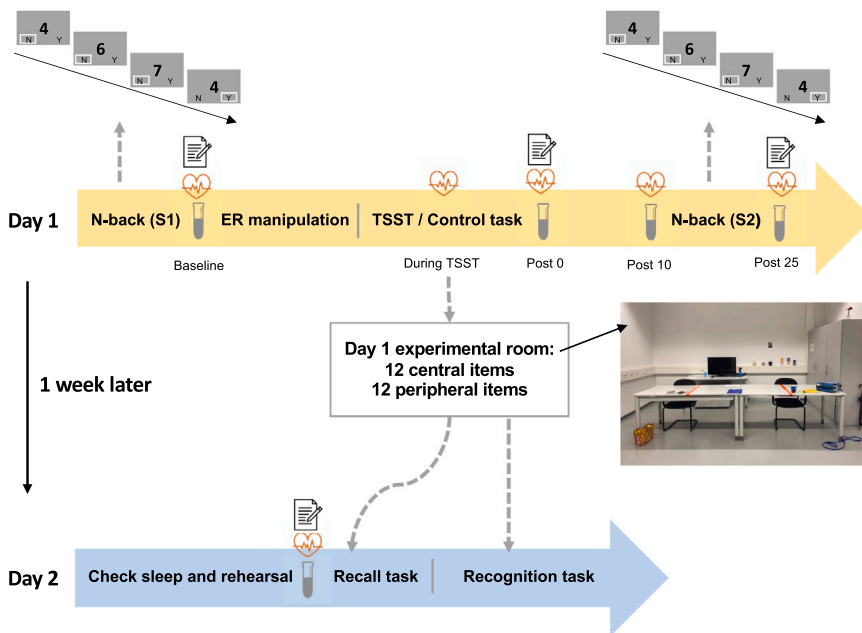 4
N Y
6
N Y
7
N Y
4
N Y
4
N Y
6
N Y
7
N Y
4
N Y
Day 1
N-back (S1)
ER manipulation
TSST / Control task
N-back (S2)
Baseline
During TSST
Post 0
Post 10
Post 25
1 week later
Day 1 experimental room:
12 central items
12 peripheral items
Day 2
Check sleep and rehearsal
Recall task
Recognition task